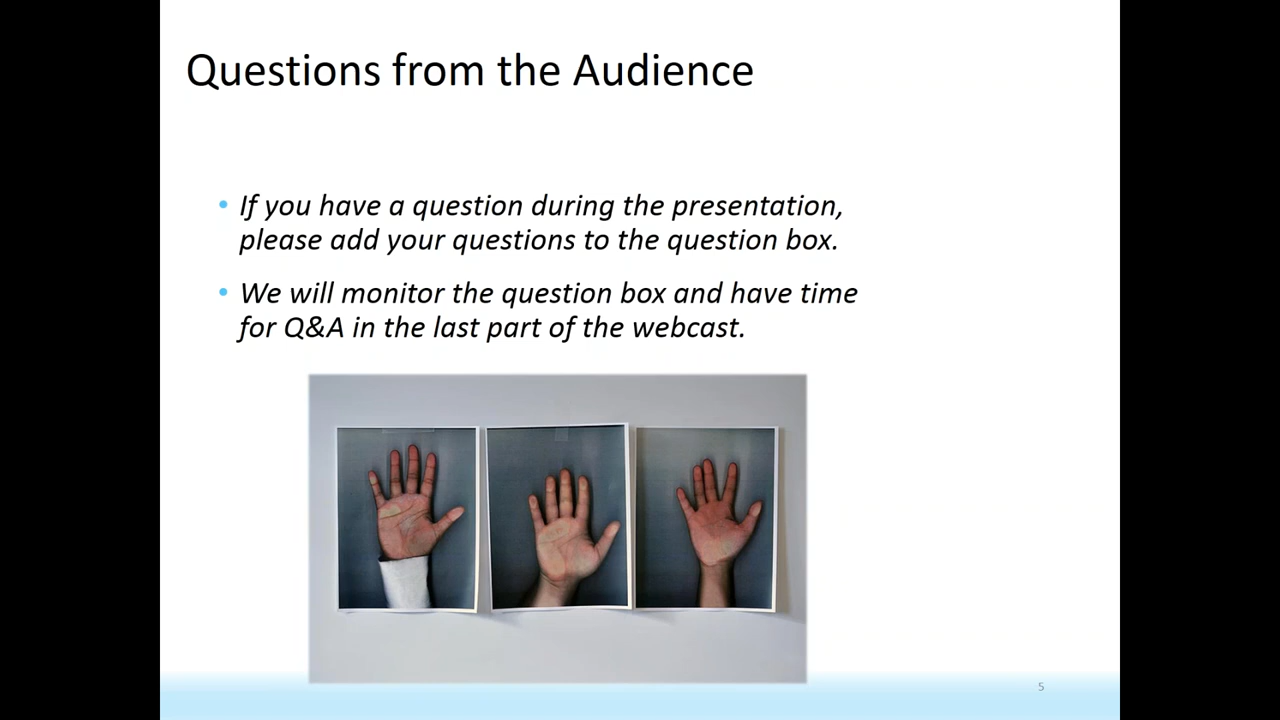 Questions from the Audience
• If you have a question during the presentation,
please add your questions to the question box.
• We will monitor the question box and have time
for Q&A in the last part of the webcast.
5